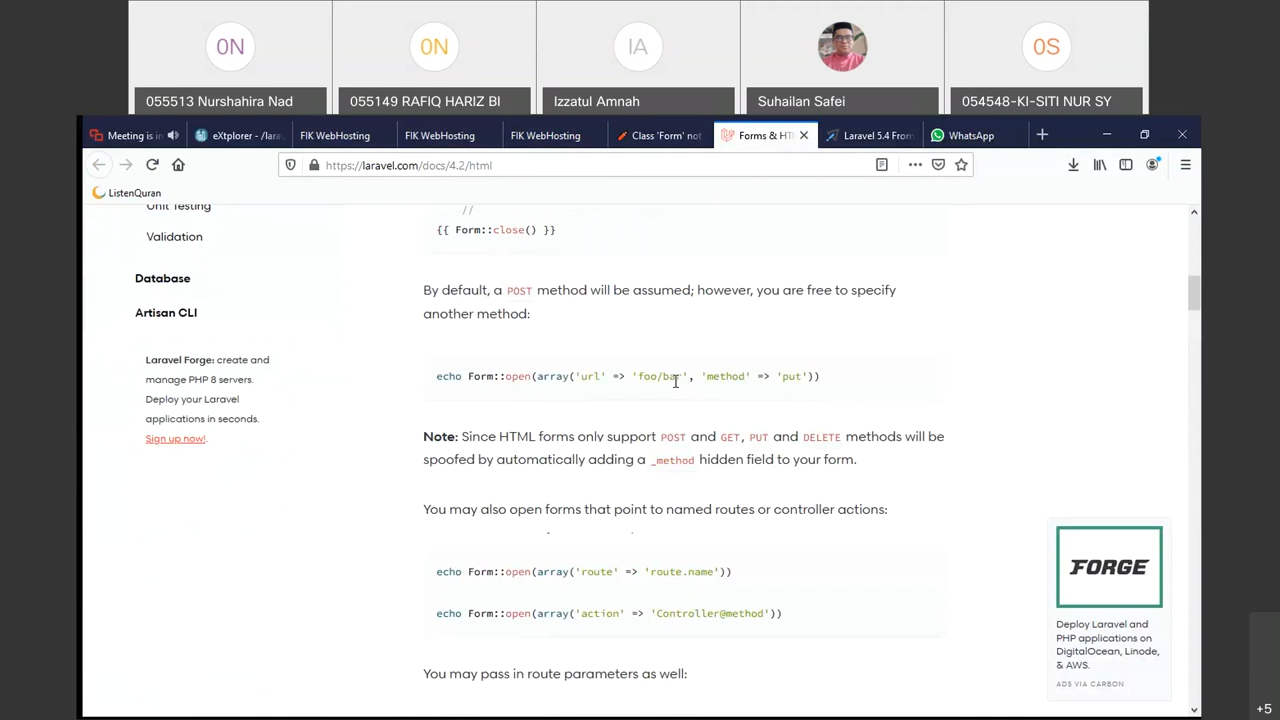 0N
0N
IA
0S
055513 Nurshahira Nad
055149 RAFIQ HARIZ BI
Izzatul Amnah
Suhailan Safei
054548-KI-SITI NUR SY
Meeting is in
eXtplorer - /lara
FIK WebHosting
FIK WebHosting
FIK WebHosting
Class 'Form' not
Forms & HT
Laravel 5.4 From
WhatsApp
https://laravel.com/docs/4.2/html
ListenQuran
Unit Testing
Validation
Database
Artisan CLI
Laravel Forge: create and
manage PHP 8 servers.
Deploy your Laravel
applications in seconds.
Sign up now!.
//
{{ Form::close() }}
By default, a POST method will be assumed; however, you are free to specify
another method:
echo Form::open(array('url' => 'foo/bar', 'method' => 'put'))
Note: Since HTML forms only support POST and GET, PUT and DELETE methods will be
spoofed by automatically adding a _method hidden field to your form.
You may also open forms that point to named routes or controller actions:
echo Form::open(array('route' => 'route.name'))
echo Form::open(array('action' => 'Controller@method'))
You may pass in route parameters as well:
FORGE
Deploy Laravel and
PHP applications on
DigitalOcean, Linode,
& AWS.
ADS VIA CARBON
+5